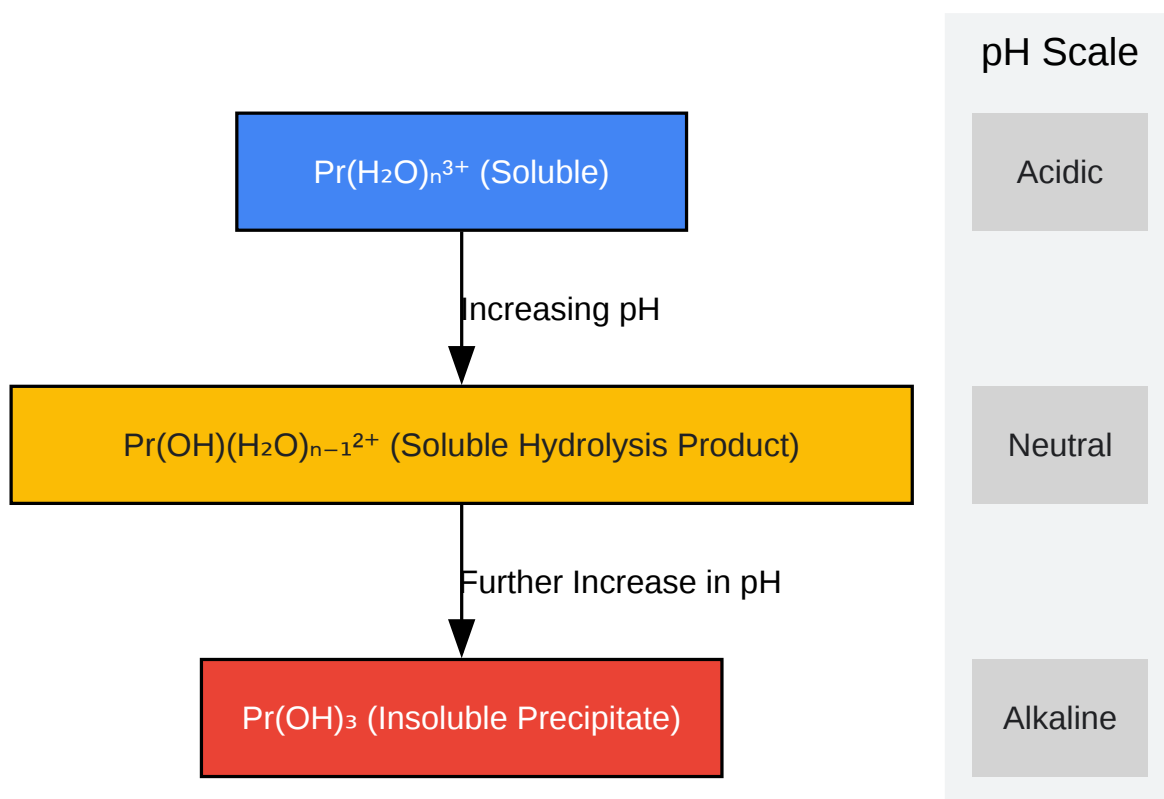 pH Scale
Pr(H₂O)ₙ³⁺ (Soluble)
Acidic
Increasing pH
Pr(OH)(H₂O)ₙ₋₁²⁺ (Soluble Hydrolysis Product)
Neutral
Further Increase in pH
Pr(OH)₃ (Insoluble Precipitate)
Alkaline